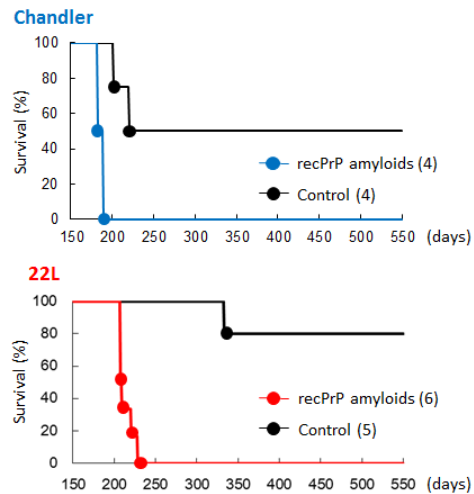 Chandler
Survival (%)
100
80
60
40
20
0
recPrP amyloids (4)
Control (4)
150 200 250 300 350 400 450 500 550 (days)
22L
Survival (%)
100
80
60
40
20
0
recPrP amyloids (6)
Control (5)
150 200 250 300 350 400 450 500 550 (days)